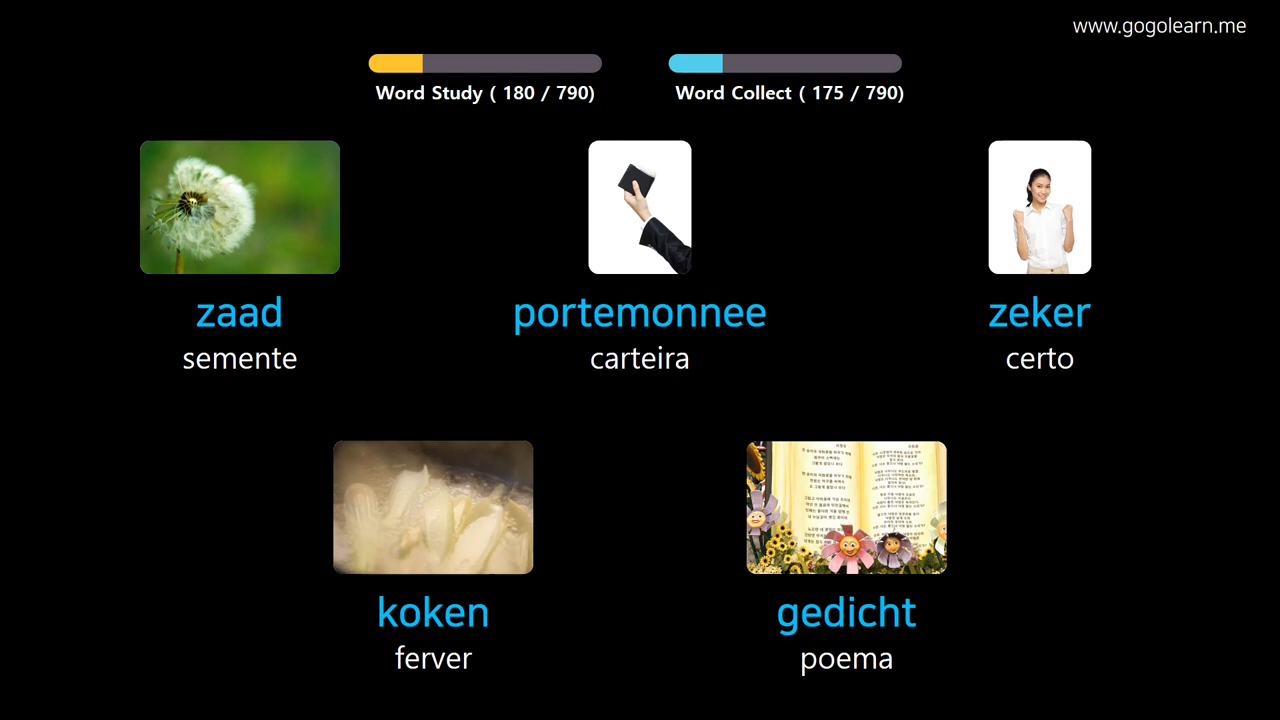 www.gogolearn.me
Word Study ( 180 / 790)
Word Collect ( 175 / 790)
zaad
semente
portemonnee
carteira
zeker
certo
koken
ferver
gedicht
poema